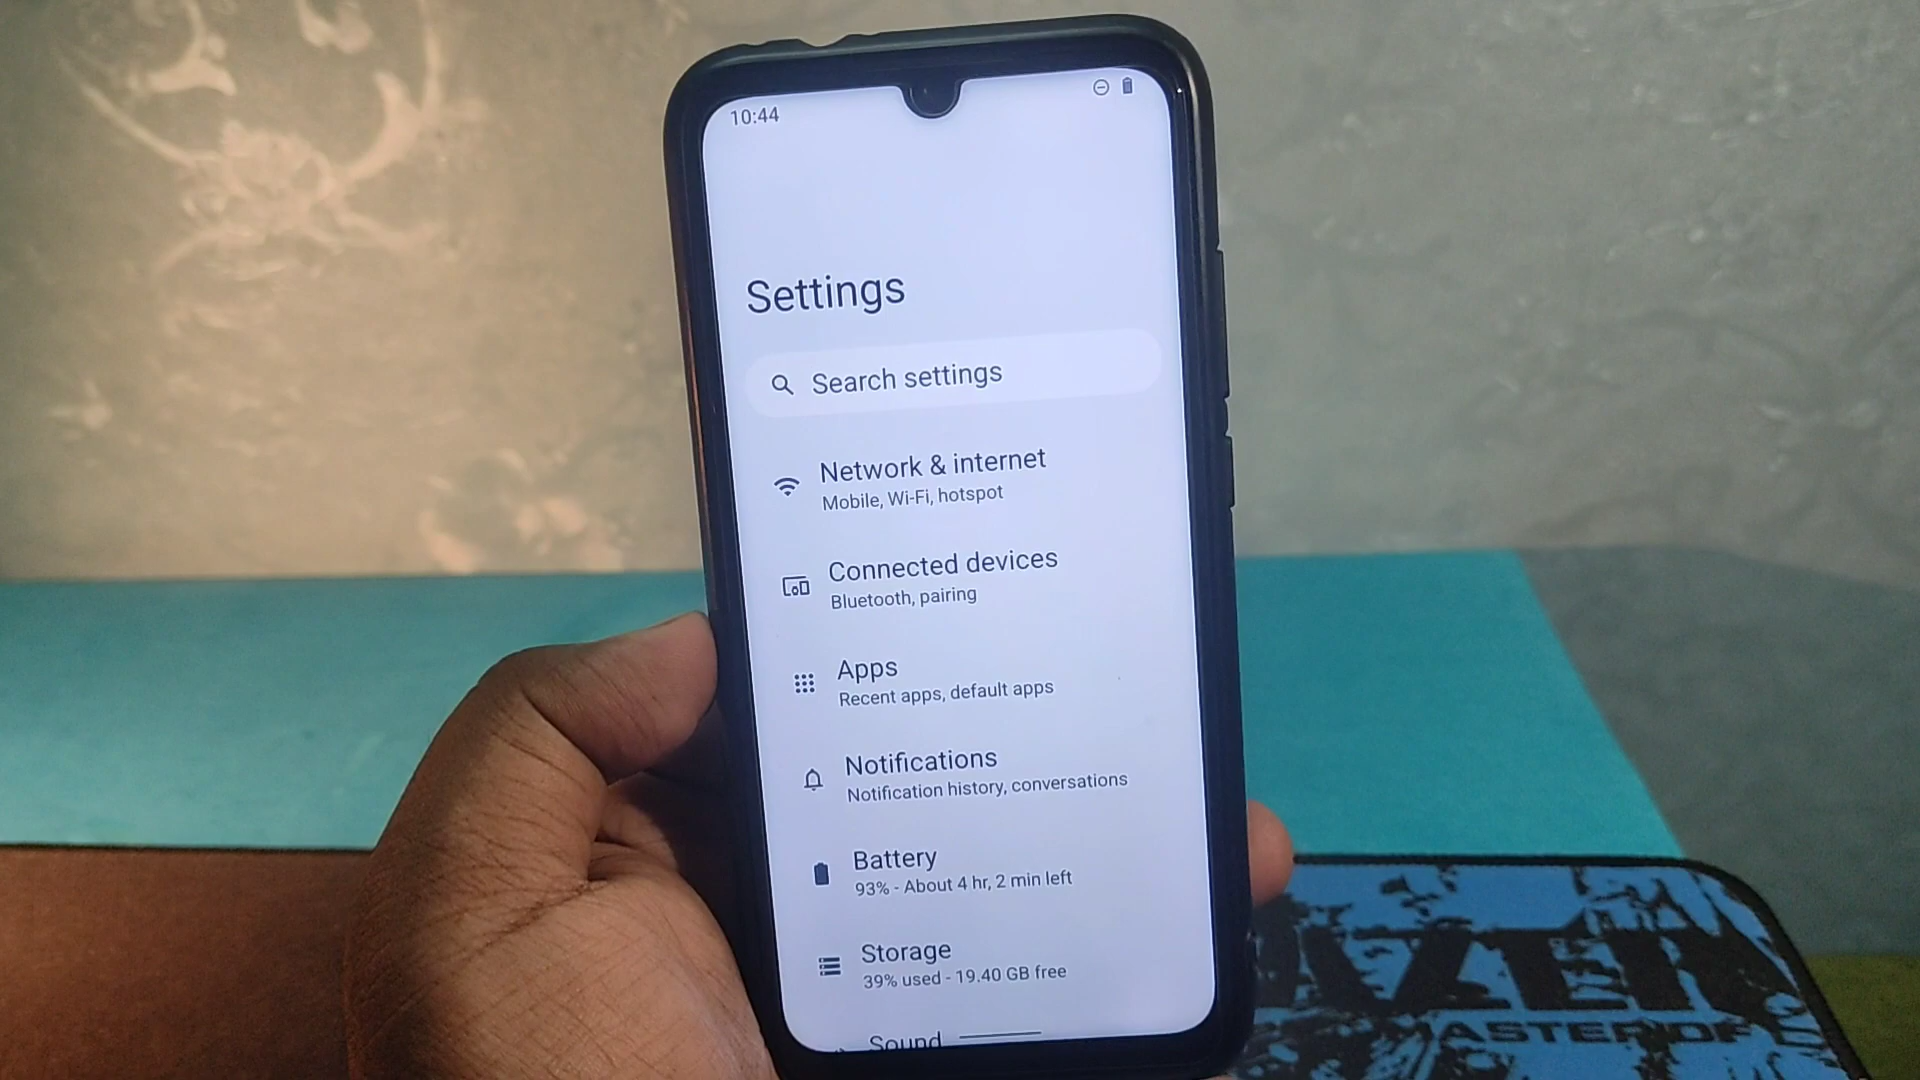 10:44
Settings
Search settings
Network & internet
Mobile, Wi-Fi, hotspot
Connected devices
Bluetooth, pairing
Apps
Recent apps, default apps
Notifications
Notification history, conversations
Battery
93% - About 4 hr, 2 min left
Storage
39% used - 19.40 GB free
Sound